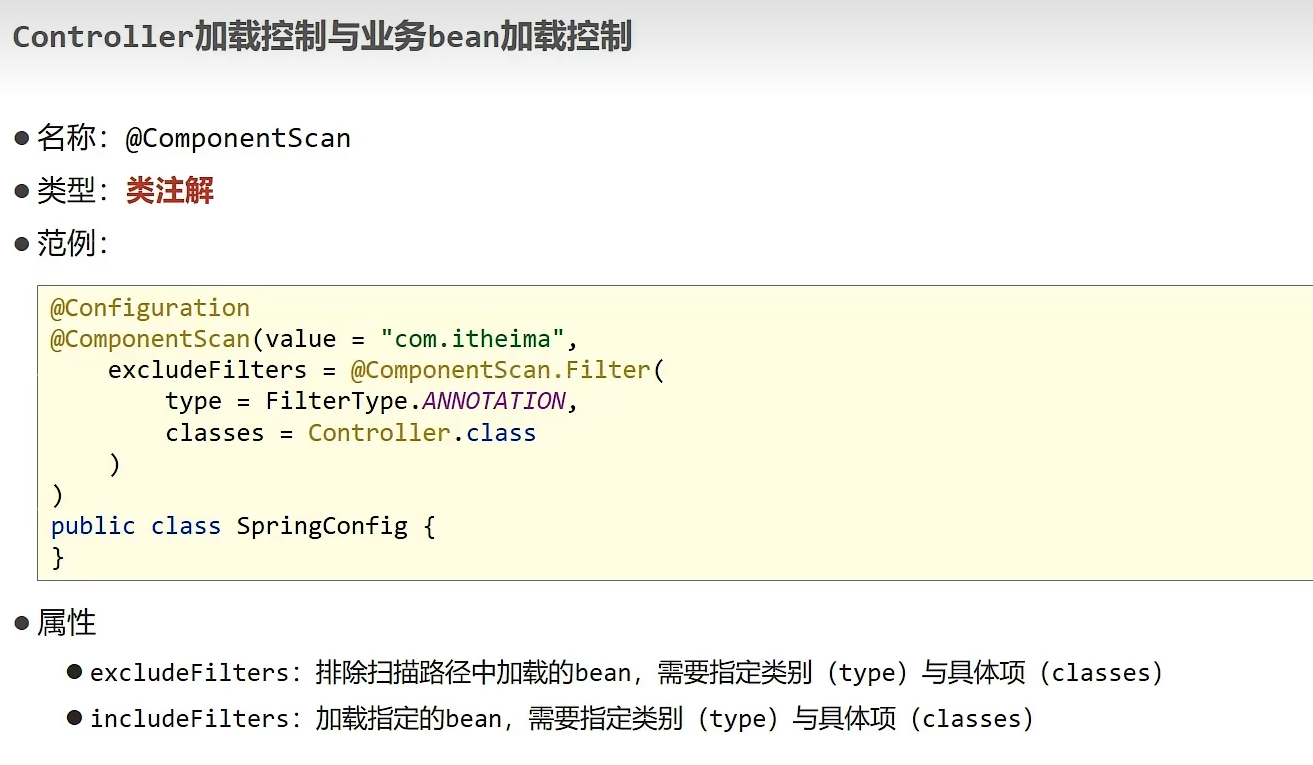 Controller加载控制与业务bean加载控制
● 名称：@ComponentScan
● 类型：类注解
● 范例：
@Configuration
@ComponentScan(value = "com.itheima",
    excludeFilters = @ComponentScan.Filter(
        type = FilterType.ANNOTATION,
        classes = Controller.class
    )
)
public class SpringConfig {
}
● 属性
● excludeFilters：排除扫描路径中加载的bean，需要指定类别（type）与具体项（classes）
● includeFilters：加载指定的bean，需要指定类别（type）与具体项（classes）